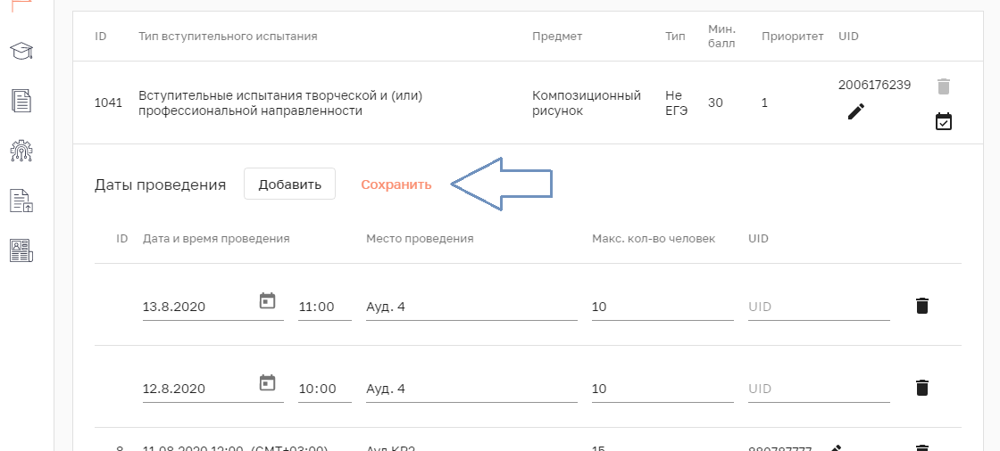 ID Тип вступительного испытания Предмет Тип Мин. балл Приоритет UID
1041 Вступительные испытания творческой и (или) профессиональной направленности Композиционный рисунок Не ЕГЭ 30 1 2006176239
Даты проведения Добавить Сохранить
ID Дата и время проведения Место проведения Макс. кол-во человек UID
13.8.2020 11:00 Ауд. 4 10 UID
12.8.2020 10:00 Ауд. 4 10 UID
8 11.08.2020 12:00 (GMT+03:00) Ауд КР2 15